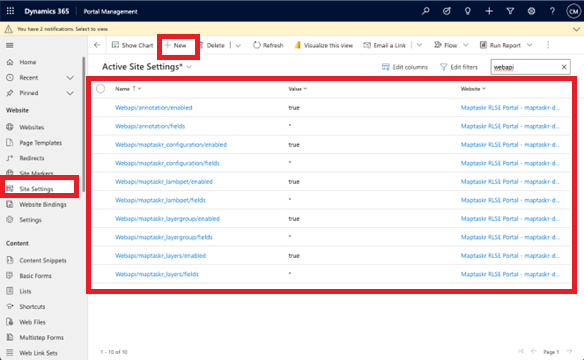 Dynamics 365 Portal Management CM
You have 2 notifications. Select to view.
Show Chart New Delete Refresh Visualize this view Email a Link Flow Run Report
Home
Recent
Pinned
Website
Websites
Page Templates
Redirects
Site Markers
Site Settings
Website Bindings
Settings
Content
Content Snippets
Basic Forms
Lists
Shortcuts
Web Files
Multistep Forms
Web Link Sets
Active Site Settings* Edit columns Edit filters webapi
Name ↑ Value Website
Webapi/annotation/enabled true Maptaskr RLSE Portal - maptaskr-d...
Webapi/annotation/fields * Maptaskr RLSE Portal - maptaskr-d...
Webapi/maptaskr_configuration/enabled true Maptaskr RLSE Portal - maptaskr-d...
Webapi/maptaskr_configuration/fields * Maptaskr RLSE Portal - maptaskr-d...
Webapi/maptaskr_lambpet/enabled true Maptaskr RLSE Portal - maptaskr-d...
Webapi/maptaskr_lambpet/fields * Maptaskr RLSE Portal - maptaskr-d...
Webapi/maptaskr_layergroup/enabled true Maptaskr RLSE Portal - maptaskr-d...
Webapi/maptaskr_layergroup/fields * Maptaskr RLSE Portal - maptaskr-d...
Webapi/maptaskr_layers/enabled true Maptaskr RLSE Portal - maptaskr-d...
Webapi/maptaskr_layers/fields * Maptaskr RLSE Portal - maptaskr-d...
1 - 10 of 10 Page 1